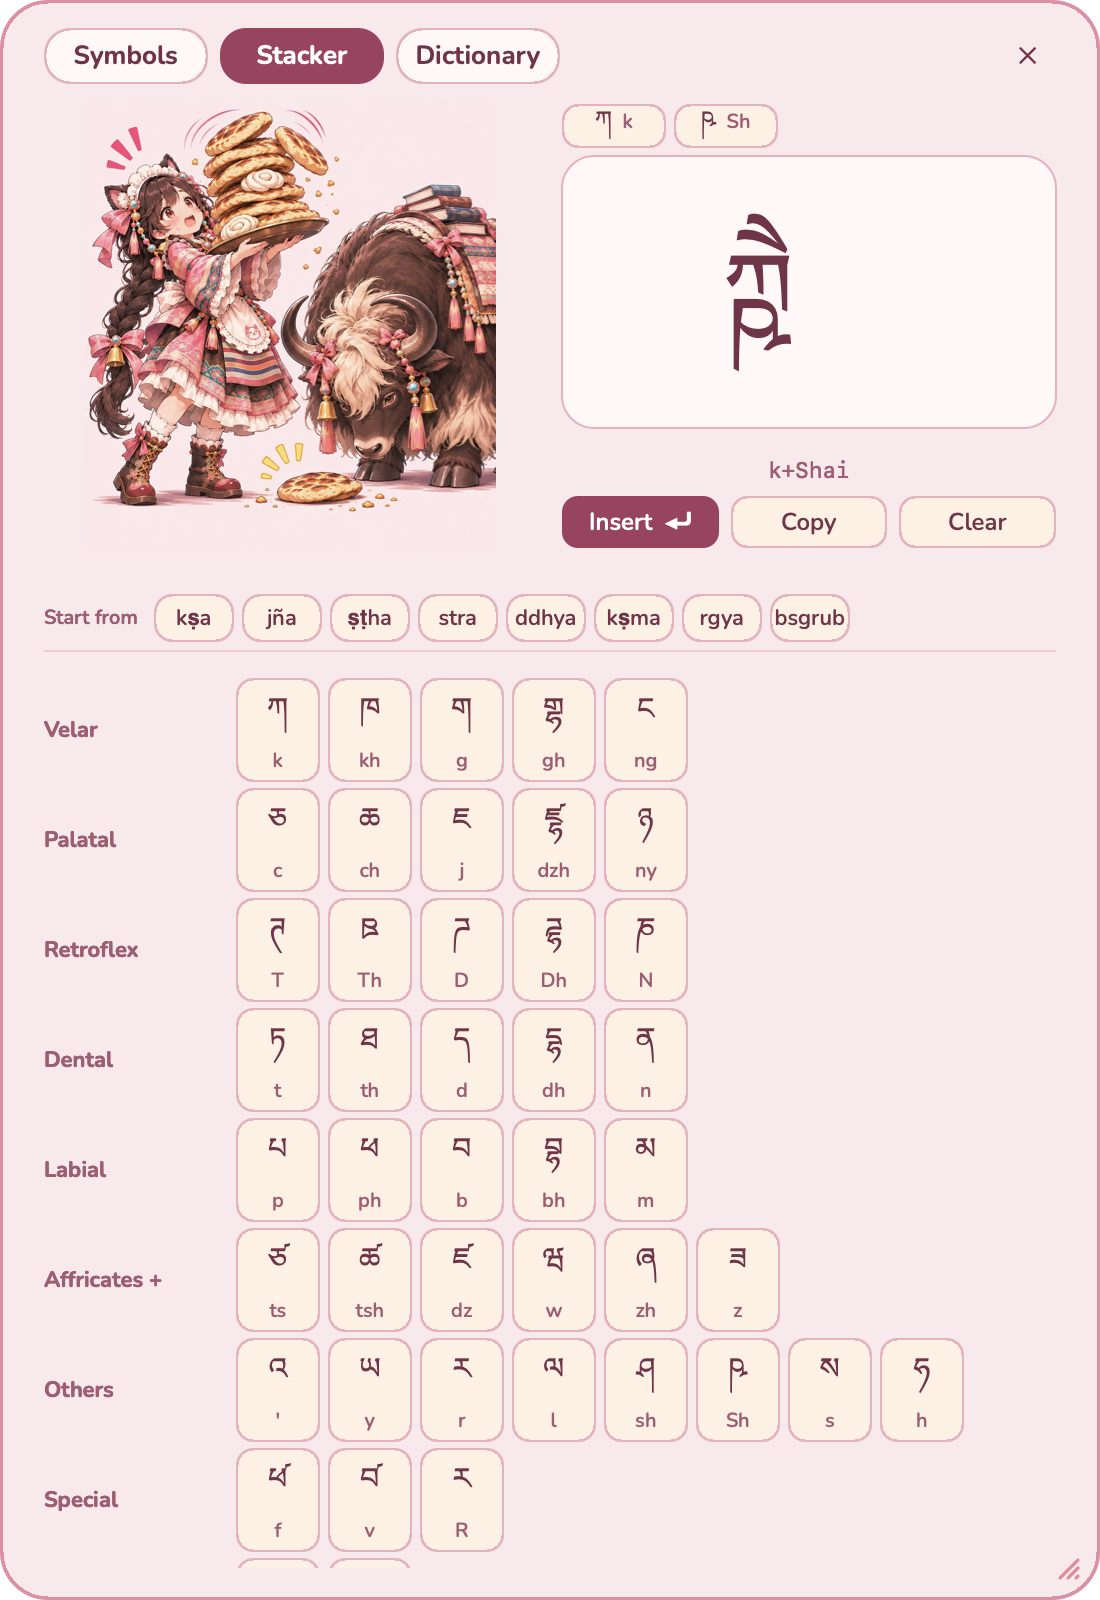 Symbols Stacker Dictionary ×
ཀ k ཥ Sh
ཀྵཻ
k+Shai
Insert Copy Clear
Start from kṣa jña ṣṭha stra ddhya kṣma rgya bsgrub
Velar ཀ ཁ ག གྷ ང
k kh g gh ng
Palatal ཅ ཆ ཇ ཛྷ ཉ
c ch j dzh ny
Retroflex ཊ ཋ ཌ ཌྷ ཎ
T Th D Dh N
Dental ཏ ཐ ད དྷ ན
t th d dh n
Labial པ ཕ བ བྷ མ
p ph b bh m
Affricates + ཙ ཚ ཛ ཝ ཞ ཟ
ts tsh dz w zh z
Others འ ཡ ར ལ ཤ ཥ ས ཧ
' y r l sh Sh s h
Special ཕ༹ བ༹ ཪ
f v R